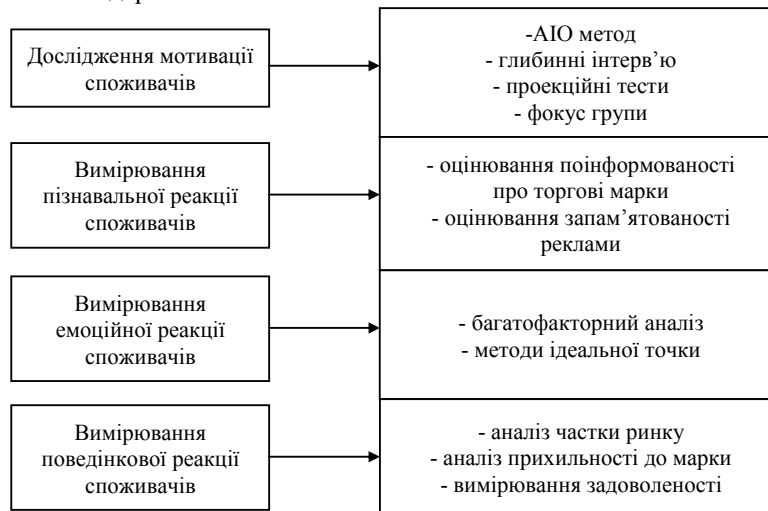 Дослідження мотивації
споживачів
-АІО метод
- глибинні інтерв’ю
- проекційні тести
- фокус групи
Вимірювання
пізнавальної реакції
споживачів
- оцінювання поінформованості
про торгові марки
- оцінювання запам’ятованості
реклами
Вимірювання
емоційної реакції
споживачів
- багатофакторний аналіз
- методи ідеальної точки
Вимірювання
поведінкової реакції
споживачів
- аналіз частки ринку
- аналіз прихильності до марки
- вимірювання задоволеності